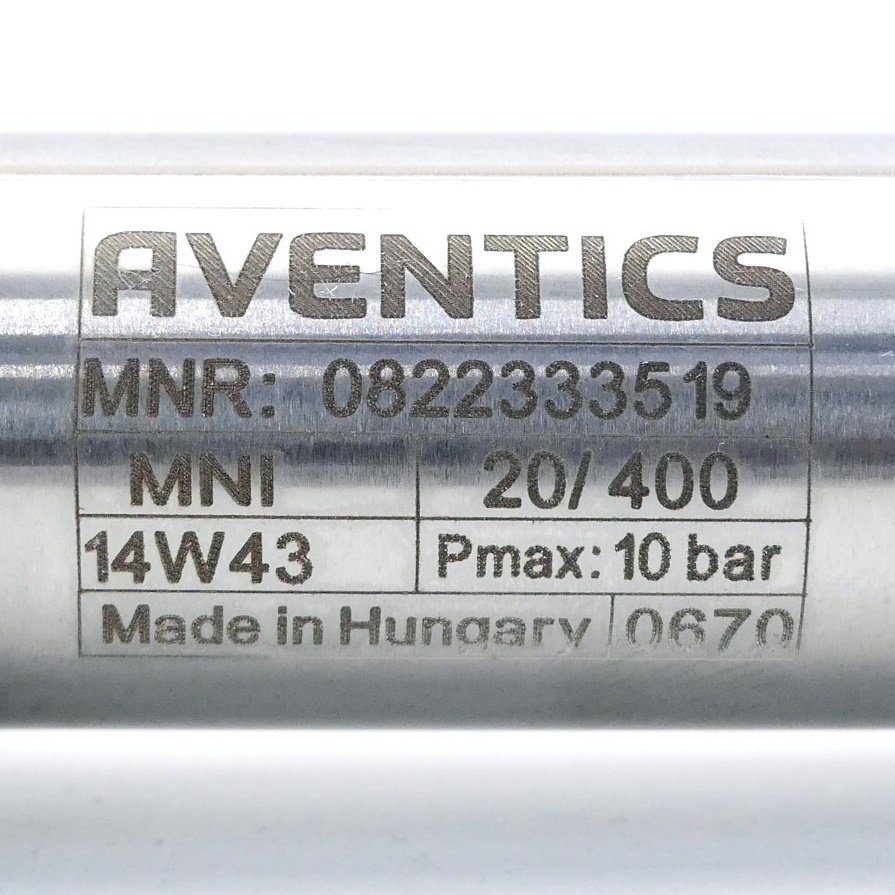 AVENTICS
MNR: 0822333519
MNI 20/ 400
14W43 Pmax: 10 bar
Made in Hungary 0670